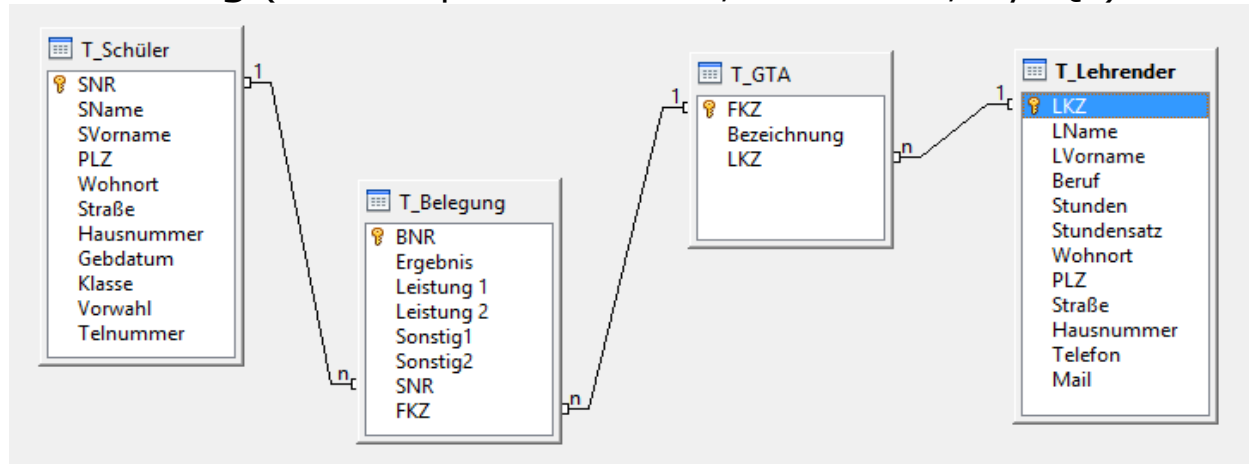 T_Schüler
SNR
SName
SVorname
PLZ
Wohnort
Straße
Hausnummer
Gebdatum
Klasse
Vorwahl
Telnummer
1
n
T_Belegung
BNR
Ergebnis
Leistung 1
Leistung 2
Sonstig1
Sonstig2
SNR
FKZ
n
1
T_GTA
FKZ
Bezeichnung
LKZ
n
1
T_Lehrender
LKZ
LName
LVorname
Beruf
Stunden
Stundensatz
Wohnort
PLZ
Straße
Hausnummer
Telefon
Mail